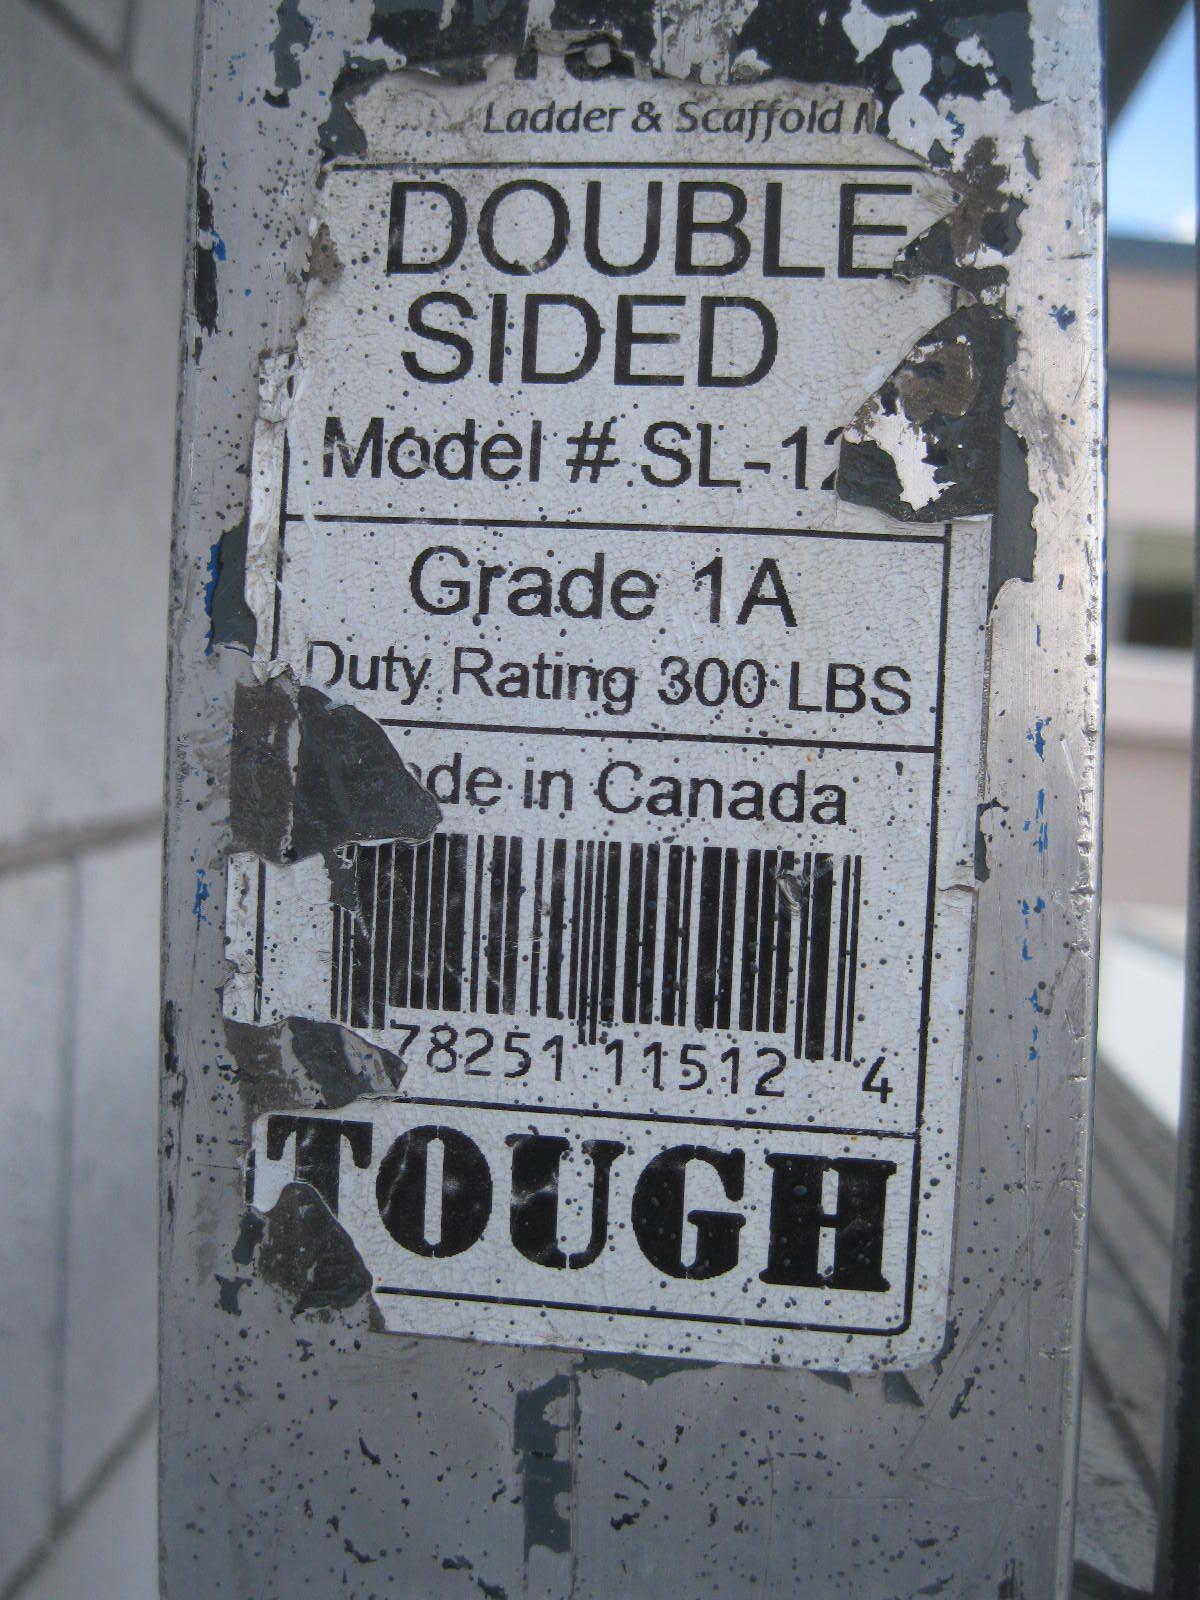 Ladder & Scaffold
DOUBLE
SIDED
Model # SL-12
Grade 1A
Duty Rating 300 LBS
in Canada
78251 11512 4
TOUGH